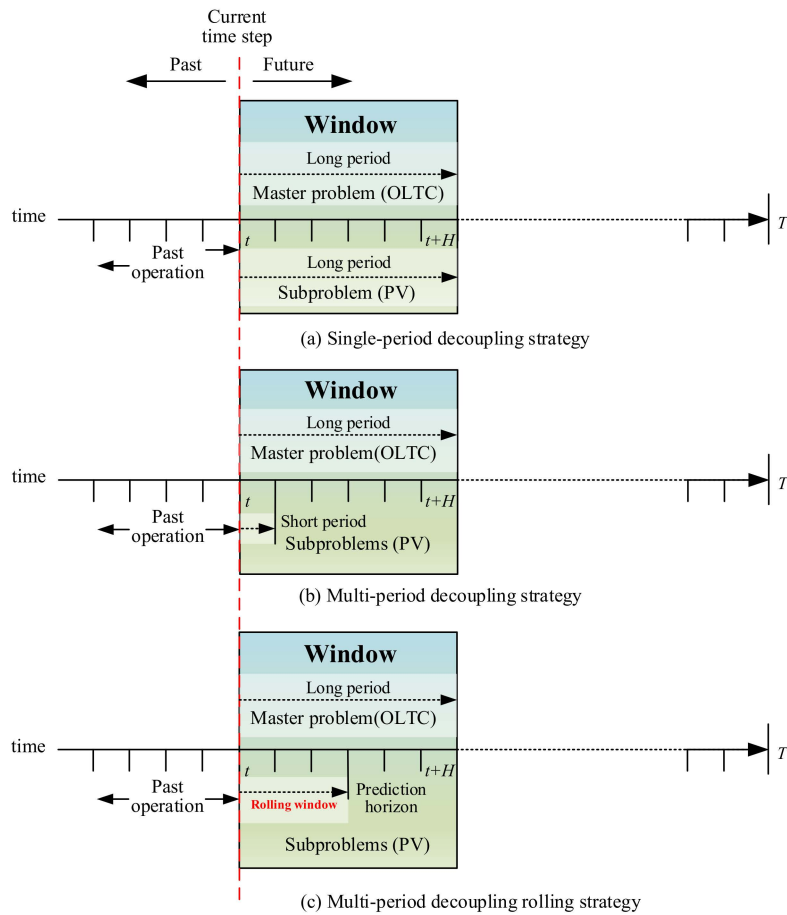 Current
time step
Past
Future
Window
Long period
Master problem (OLTC)
time
T
t
t+H
Past
operation
Long period
Subproblem (PV)
(a) Single-period decoupling strategy
Window
Long period
Master problem(OLTC)
time
T
t
t+H
Past
operation
Short period
Subproblems (PV)
(b) Multi-period decoupling strategy
Window
Long period
Master problem(OLTC)
time
T
t
t+H
Past
operation
Rolling window
Prediction
horizon
Subproblems (PV)
(c) Multi-period decoupling rolling strategy